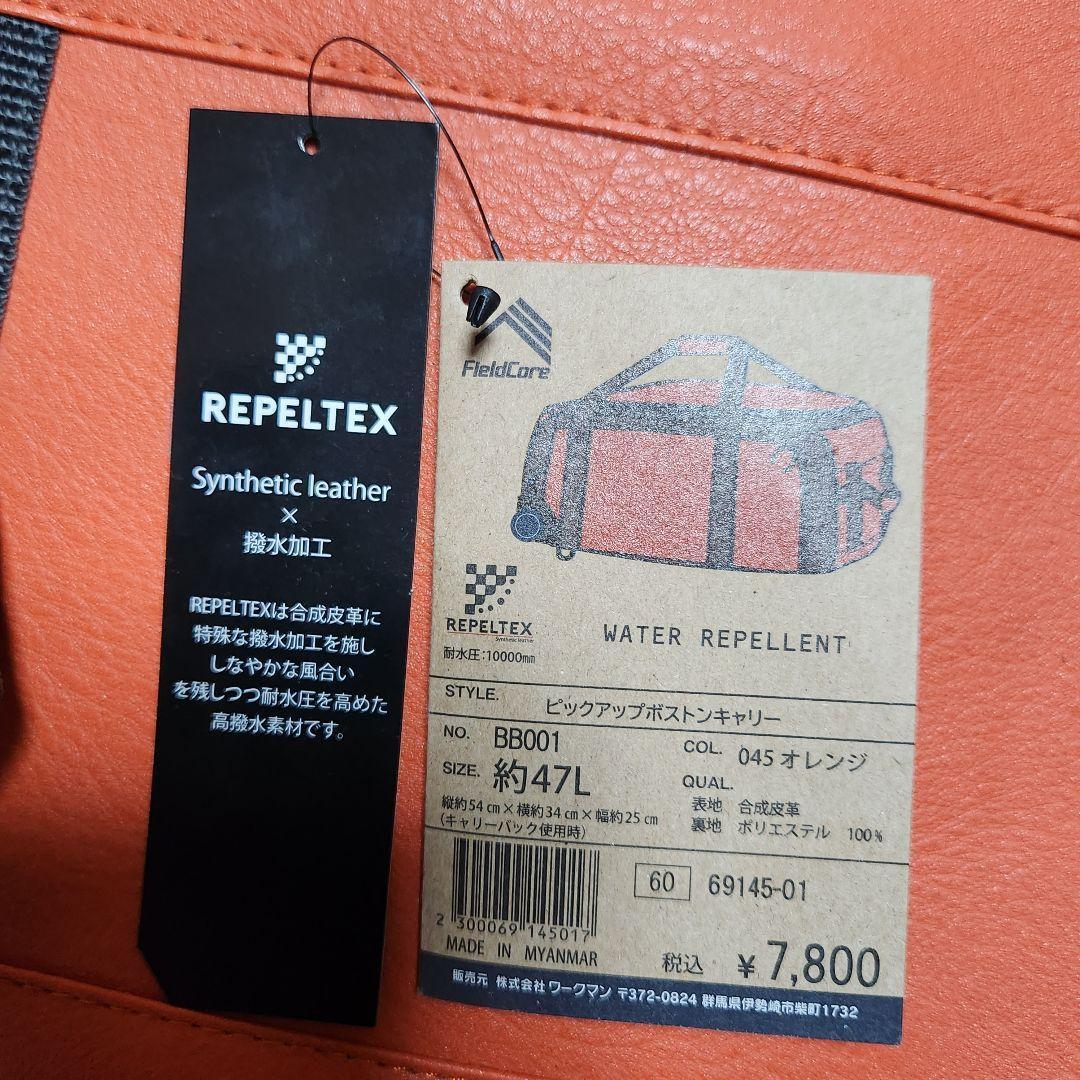 REPELTEX
Synthetic leather
×
撥水加工
REPELTEXは合成皮革に
特殊な撥水加工を施し
しなやかな風合い
を残しつつ耐水圧を高めた
高撥水素材です。
FieldCore
REPELTEX
Synthetic leather
耐水圧:10000㎜
WATER REPELLENT
STYLE. ピックアップボストンキャリー
NO. BB001
COL. 045 オレンジ
SIZE. 約47L
縦約54㎝×横約34㎝×幅約25㎝
(キャリーバック使用時)
QUAL.
表地 合成皮革
裏地 ポリエステル 100%
2 300069 145017
60 69145-01
MADE IN MYANMAR
税込 ¥7,800
販売元 株式会社 ワークマン 〒372-0824 群馬県伊勢崎市柴町1732